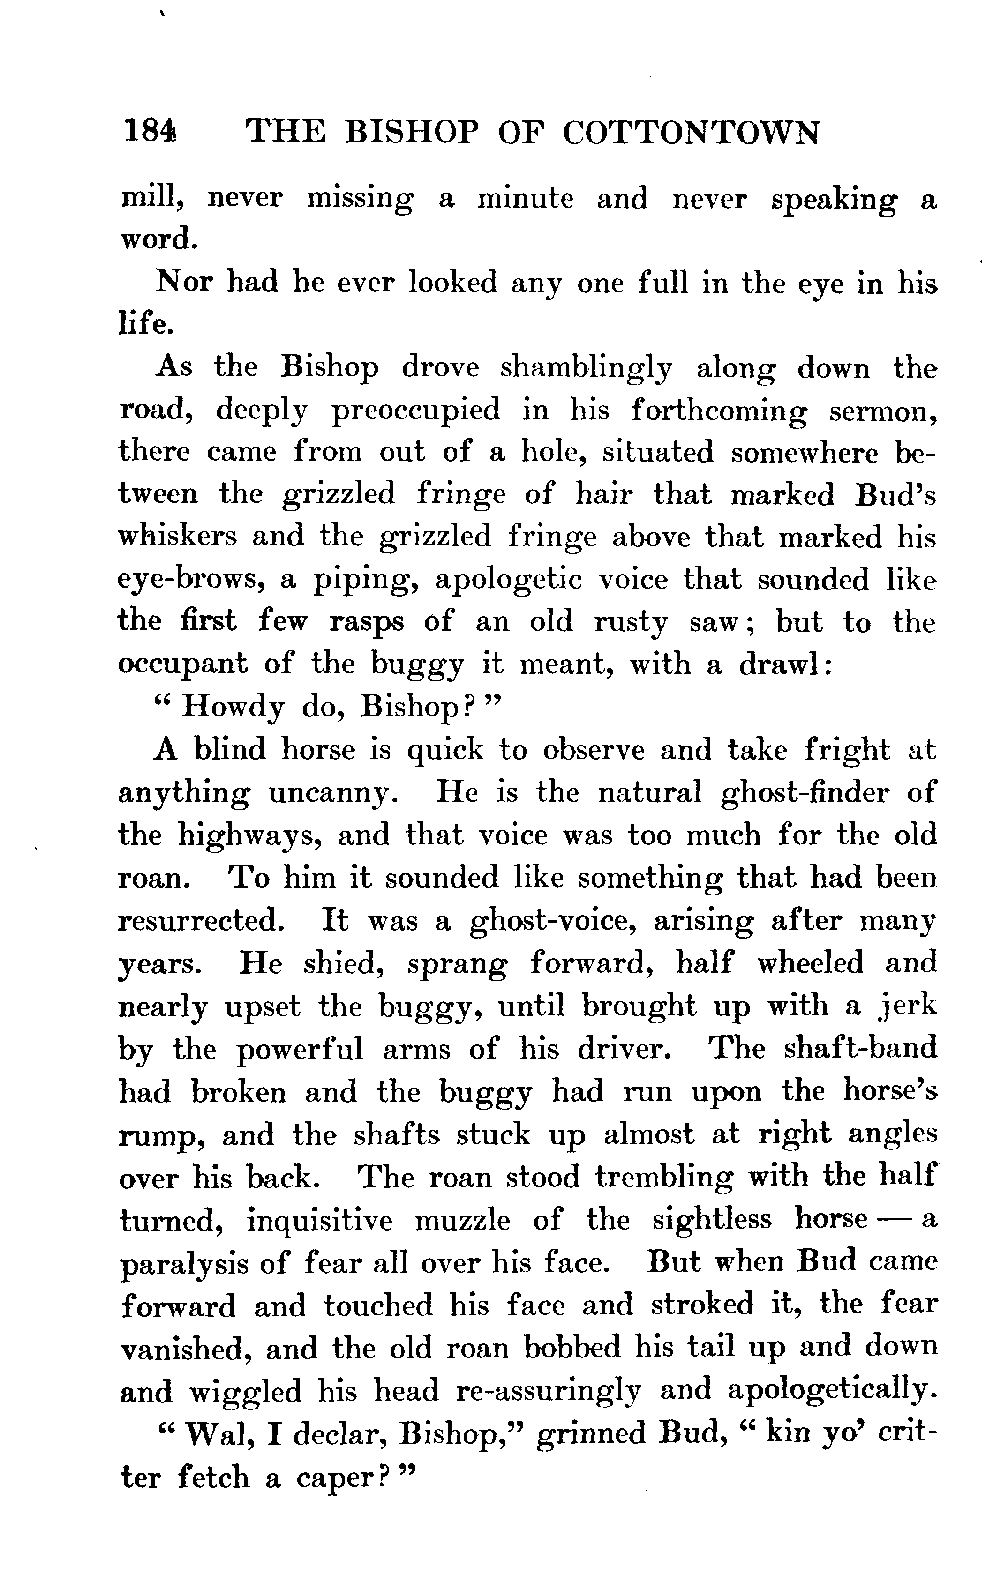 184 THE BISHOP OF COTTONTOWN
mill, never missing a minute and never speaking a
word.
Nor had he ever looked any one full in the eye in his
life.
As the Bishop drove shamblingly along down the
road, deeply preoccupied in his forthcoming sermon,
there came from out of a hole, situated somewhere be-
tween the grizzled fringe of hair that marked Bud's
whiskers and the grizzled fringe above that marked his
eye-brows, a piping, apologetic voice that sounded like
the first few rasps of an old rusty saw; but to the
occupant of the buggy it meant, with a drawl:
" Howdy do, Bishop? "
A blind horse is quick to observe and take fright at
anything uncanny. He is the natural ghost-finder of
the highways, and that voice was too much for the old
roan. To him it sounded like something that had been
resurrected. It was a ghost-voice, arising after many
years. He shied, sprang forward, half wheeled and
nearly upset the buggy, until brought up with a jerk
by the powerful arms of his driver. The shaft-band
had broken and the buggy had run upon the horse's
rump, and the shafts stuck up almost at right angles
over his back. The roan stood trembling with the half
turned, inquisitive muzzle of the sightless horse — a
paralysis of fear all over his face. But when Bud came
forward and touched his face and stroked it, the fear
vanished, and the old roan bobbed his tail up and down
and wiggled his head re-assuringly and apologetically.
" Wal, I declar, Bishop," grinned Bud, " kin yo' crit-
ter fetch a caper? "